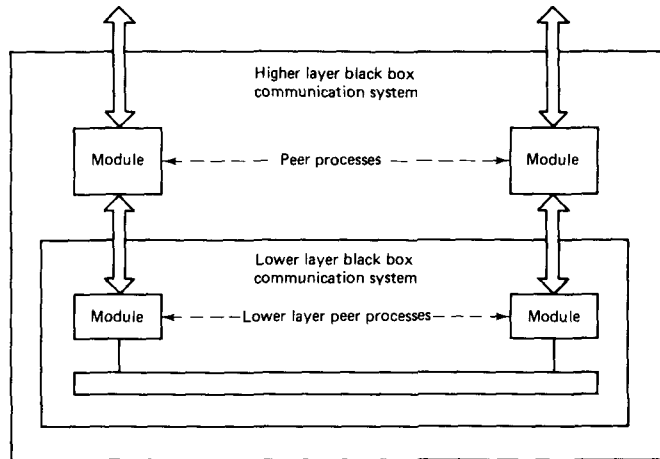 Higher layer black box
communication system
Module
Peer processes
Module
Lower layer black box
communication system
Module
Lower layer peer processes
Module